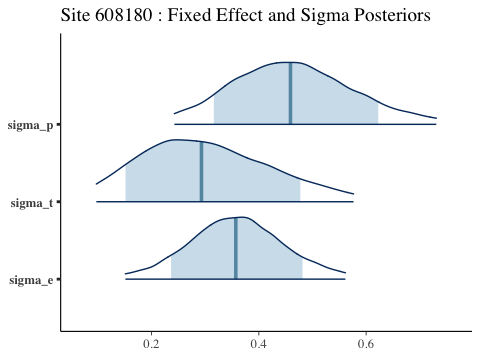 Site 608180 : Fixed Effect and Sigma Posteriors
sigma_p
sigma_t
sigma_e
0.2 0.4 0.6